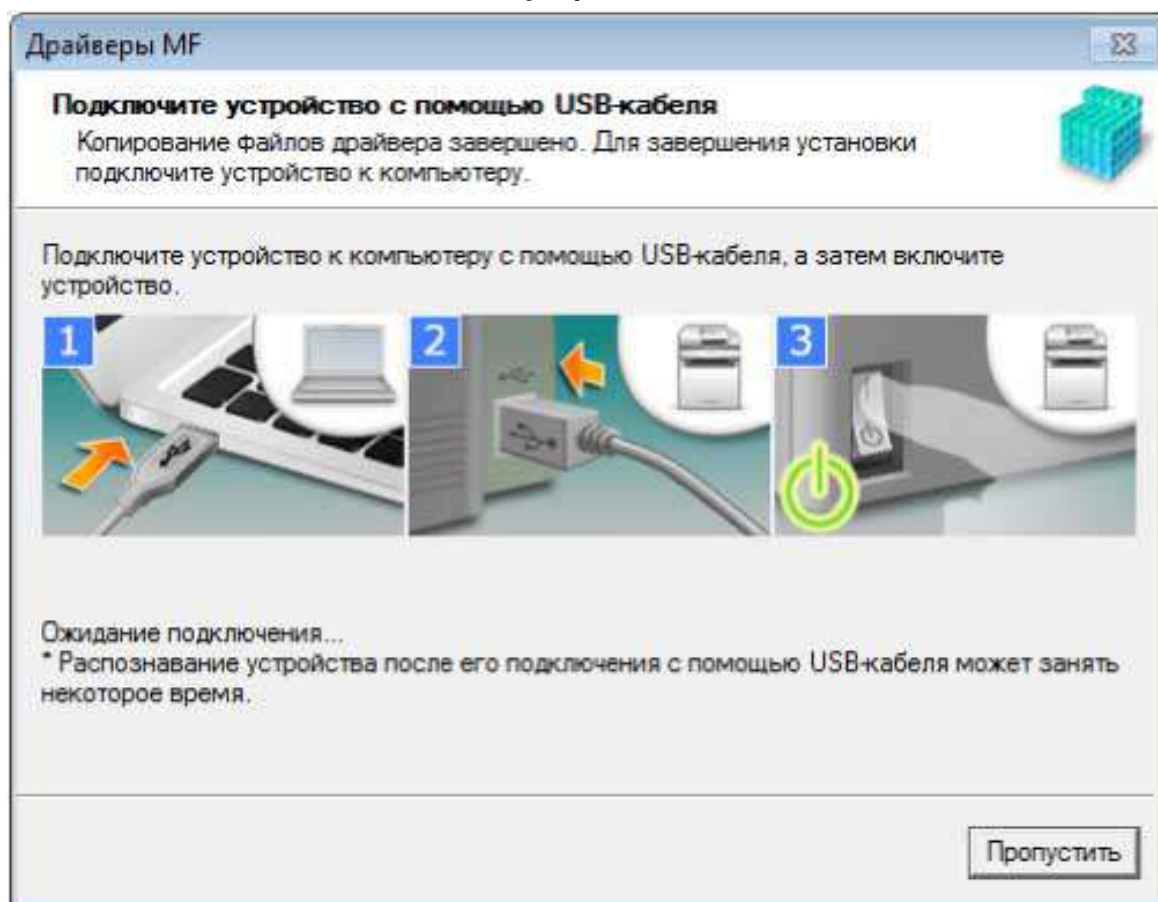 Драйверы MF
Подключите устройство с помощью USB-кабеля
Копирование файлов драйвера завершено. Для завершения установки
подключите устройство к компьютеру.
Подключите устройство к компьютеру с помощью USB-кабеля, а затем включите
устройство.
1 2 3
Ожидание подключения...
* Распознавание устройства после его подключения с помощью USB-кабеля может занять
некоторое время.
Пропустить